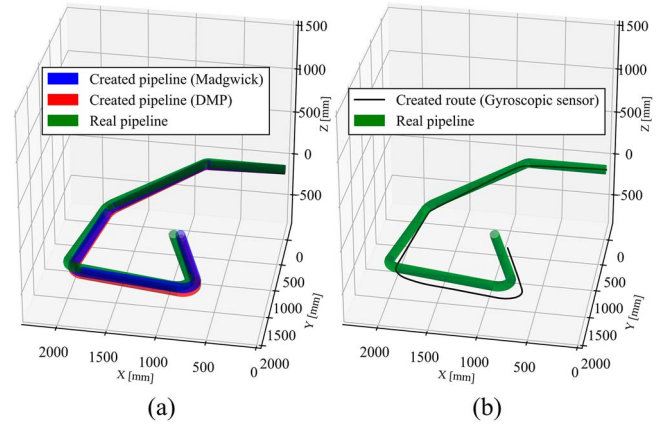 1500
1000
500
0
−500
Z [mm]
Created pipeline (Madgwick)
Created pipeline (DMP)
Real pipeline
0
500
1000
1500
Y [mm]
2000
1500
1000
500
0
X [mm]
(a)
1500
1000
500
0
−500
Z [mm]
Created route (Gyroscopic sensor)
Real pipeline
0
500
1000
1500
Y [mm]
2000
1500
1000
500
0
2000
X [mm]
(b)